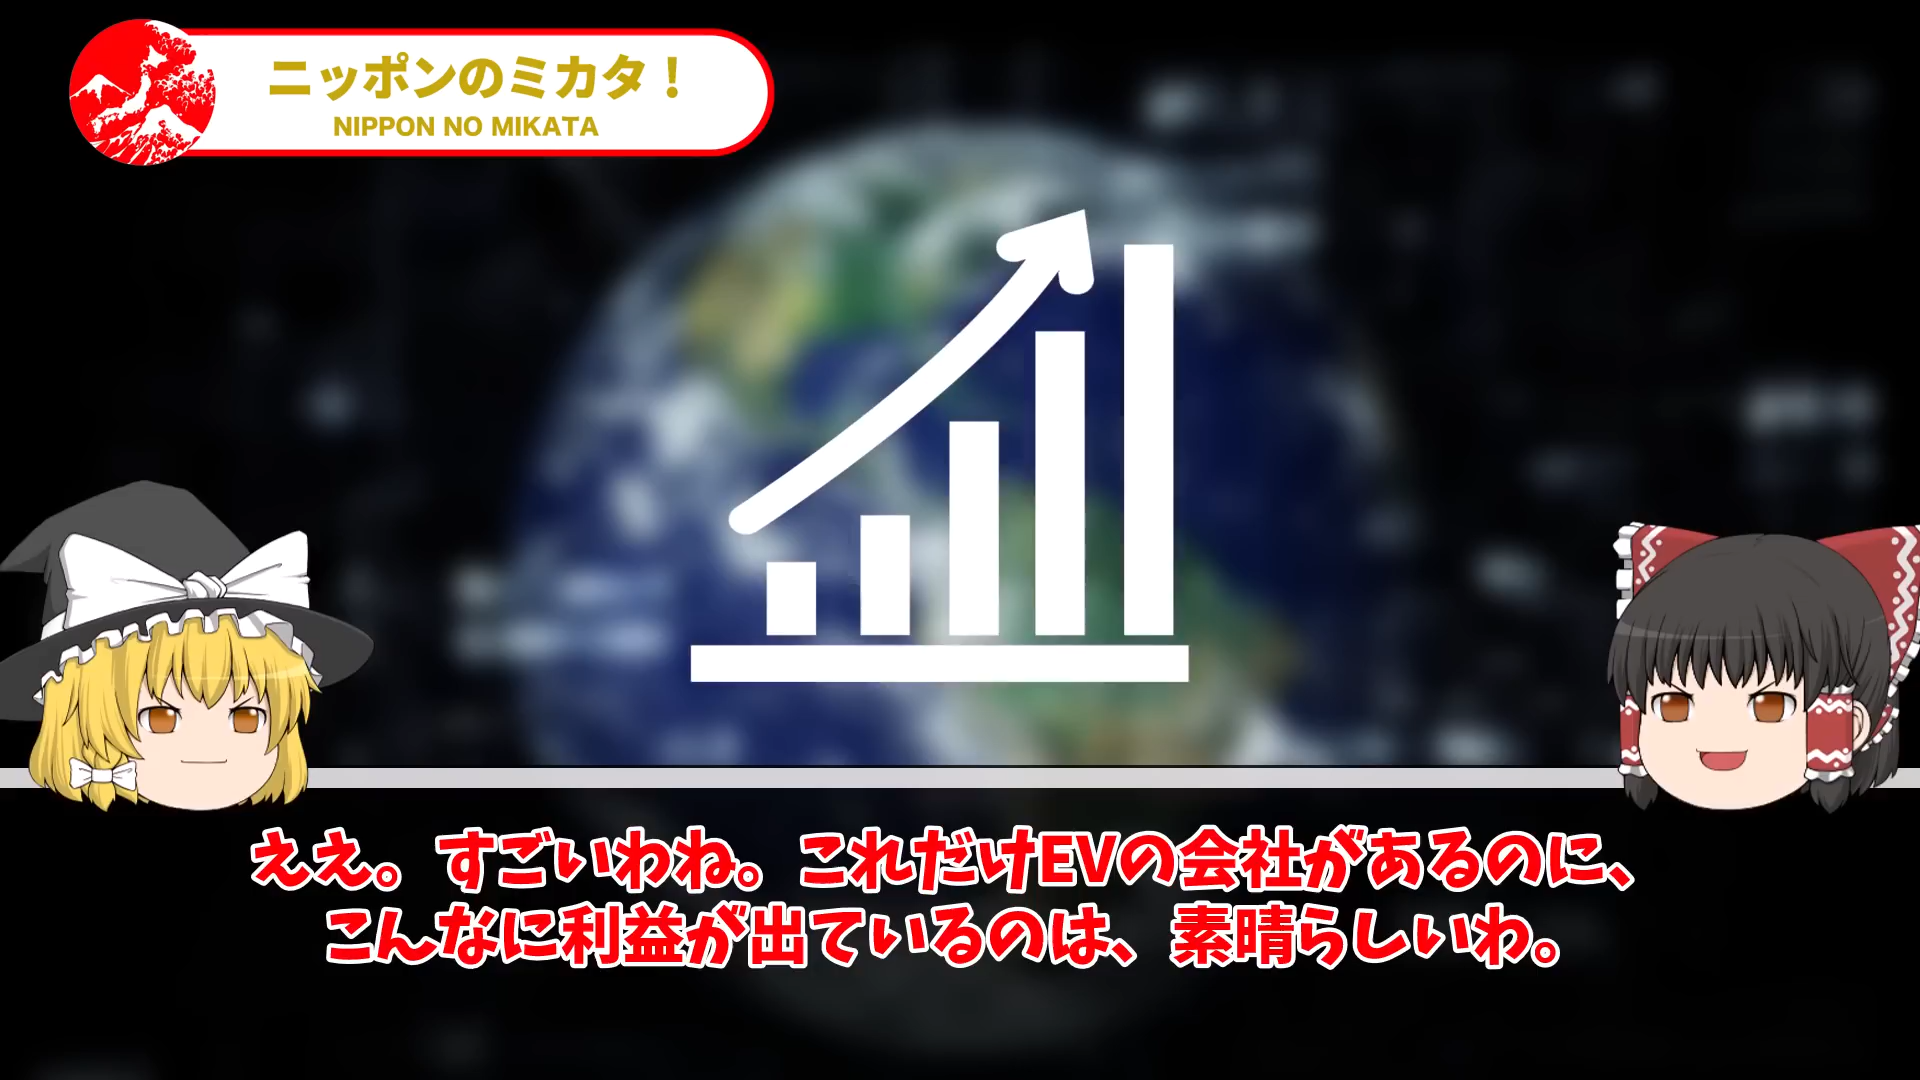 ニッポンのミカタ！
NIPPON NO MIKATA
ええ。すごいわね。これだけEVの会社があるのに、
こんなに利益が出ているのは、素晴らしいわ。